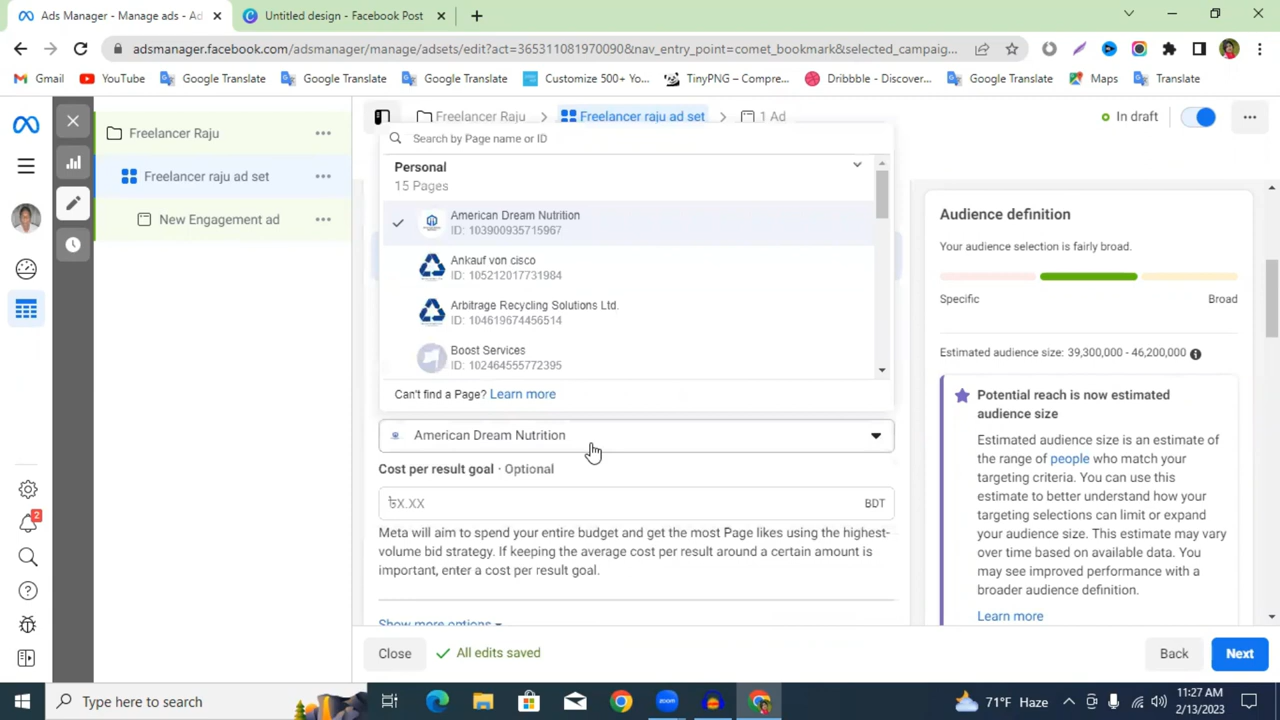 Ads Manager - Manage ads - Ad
Untitled design - Facebook Post
adsmanager.facebook.com/adsmanager/manage/adsets/edit?act=365311081970090&nav_entry_point=comet_bookmark&selected_campaig...
Gmail
YouTube
Google Translate
Google Translate
Google Translate
Customize 500+ Yo...
TinyPNG – Compre...
Dribbble - Discover...
Google Translate
Maps
Translate
Freelancer Raju
Freelancer raju ad set
1 Ad
In draft
Freelancer Raju
Freelancer raju ad set
New Engagement ad
2
Search by Page name or ID
Personal
15 Pages
American Dream Nutrition
ID: 103900935715967
Ankauf von cisco
ID: 105212017731984
Arbitrage Recycling Solutions Ltd.
ID: 104619674456514
Boost Services
ID: 102464555772395
Can't find a Page? Learn more
American Dream Nutrition
Cost per result goal · Optional
৳X.XX
BDT
Meta will aim to spend your entire budget and get the most Page likes using the highest-
volume bid strategy. If keeping the average cost per result around a certain amount is
important, enter a cost per result goal.
Show more options
Close
All edits saved
Back
Next
Audience definition
Your audience selection is fairly broad.
Specific
Broad
Estimated audience size: 39,300,000 - 46,200,000
Potential reach is now estimated
audience size
Estimated audience size is an estimate of
the range of people who match your
targeting criteria. You can use this
estimate to better understand how your
targeting selections can limit or expand
your audience size. This estimate may vary
over time based on available data. You
may see improved performance with a
broader audience definition.
Learn more
Type here to search
zoom
71°F Haze
11:27 AM
2/13/2023